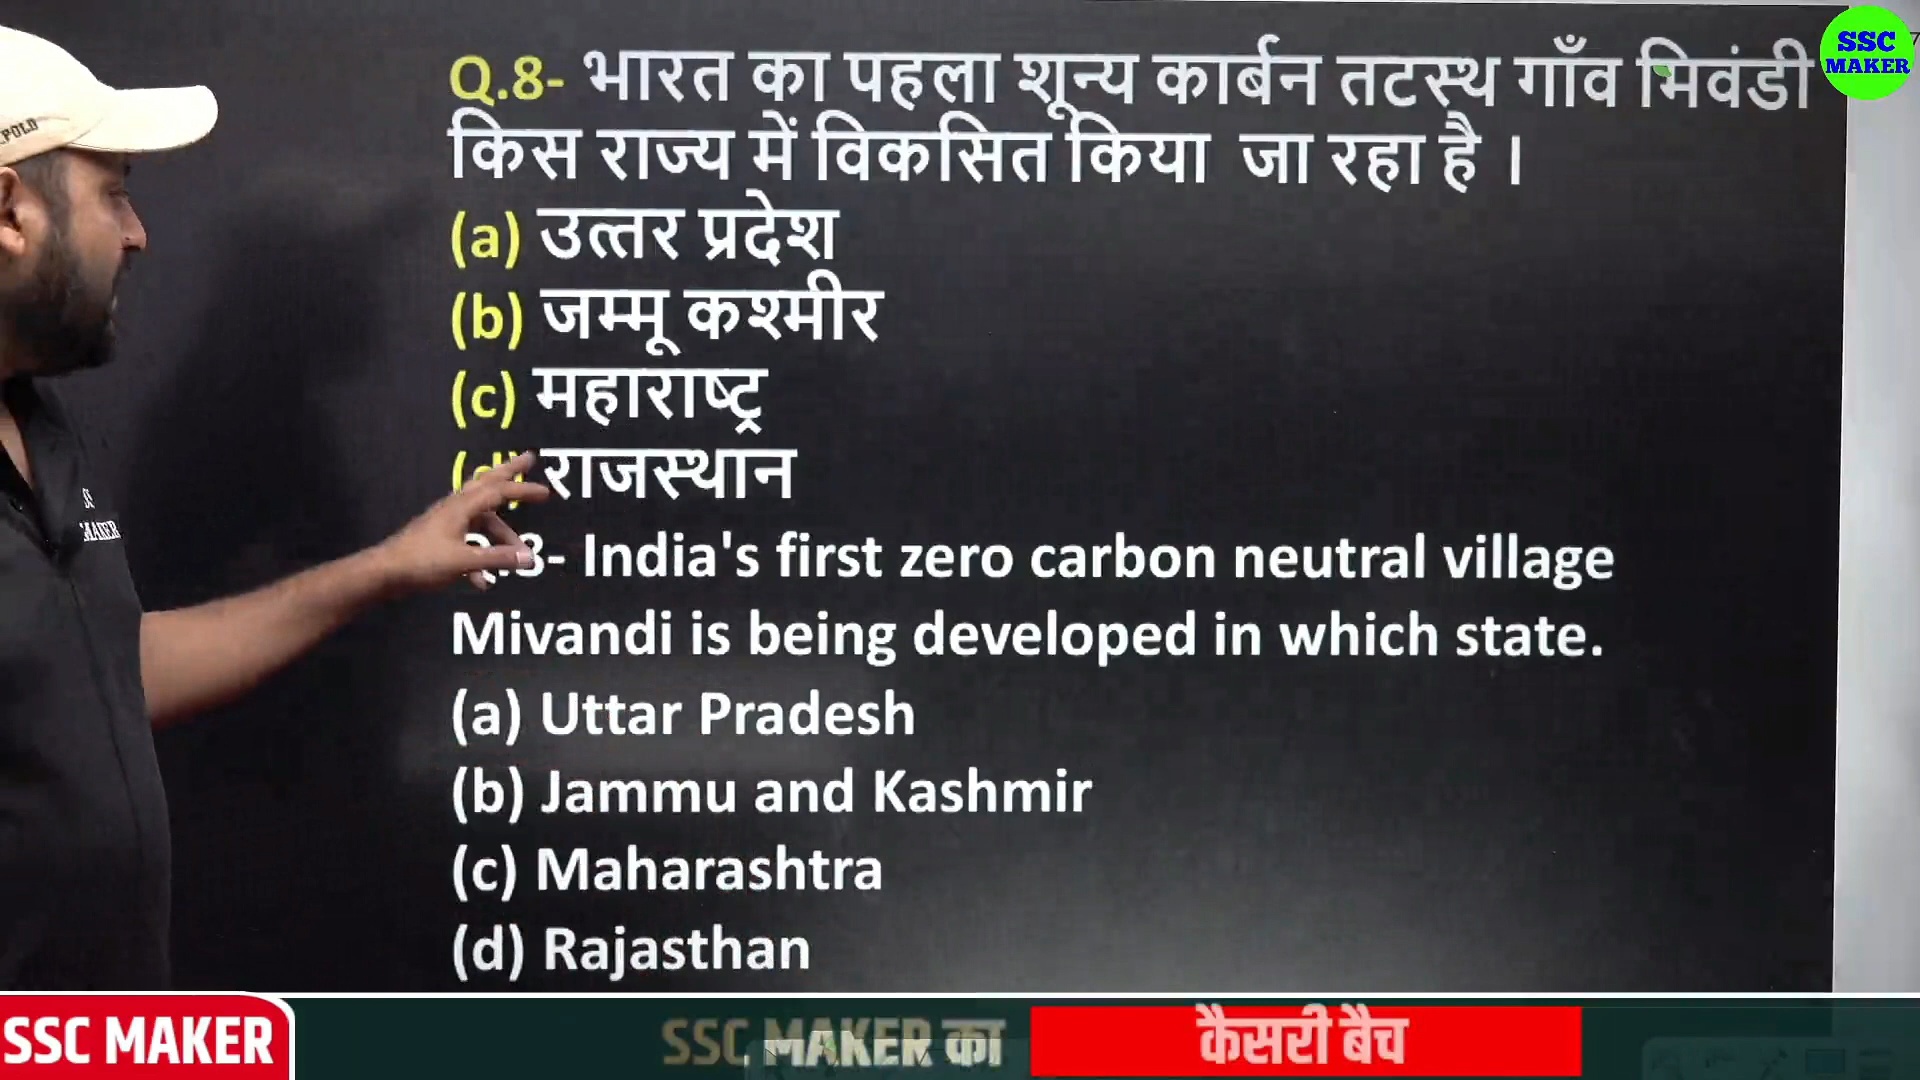 SSC
MAKER
Q.8- भारत का पहला शून्य कार्बन तटस्थ गाँव मिवंडी
किस राज्य में विकसित किया जा रहा है ।
(a) उत्तर प्रदेश
(b) जम्मू कश्मीर
(c) महाराष्ट्र
(d) राजस्थान
Q.8- India's first zero carbon neutral village
Mivandi is being developed in which state.
(a) Uttar Pradesh
(b) Jammu and Kashmir
(c) Maharashtra
(d) Rajasthan
POLO
MAKER
SSC MAKER
SSC MAKER का
कैसरी बैच